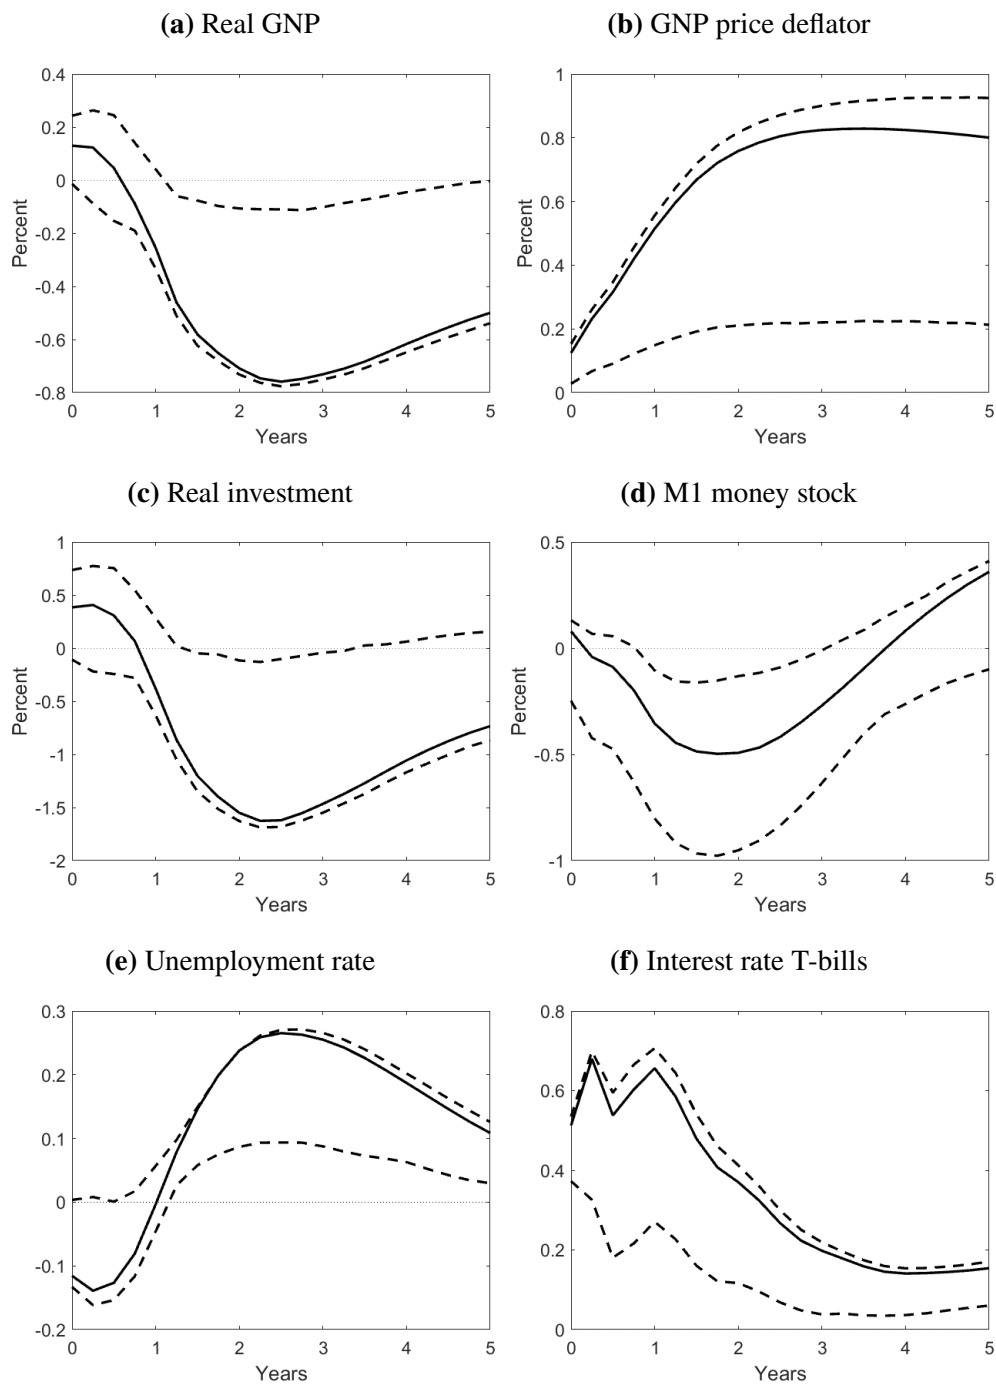 (a) Real GNP
0.4
0.2
0
-0.2
-0.4
-0.6
-0.8
Percent
0 1 2 3 4 5
Years
(b) GNP price deflator
1
0.8
0.6
0.4
0.2
0
Percent
0 1 2 3 4 5
Years
(c) Real investment
1
0.5
0
-0.5
-1
-1.5
-2
Percent
0 1 2 3 4 5
Years
(d) M1 money stock
0.5
0
-0.5
-1
Percent
0 1 2 3 4 5
Years
(e) Unemployment rate
0.3
0.2
0.1
0
-0.1
-0.2
0 1 2 3 4 5
Years
(f) Interest rate T-bills
0.8
0.6
0.4
0.2
0
0 1 2 3 4 5
Years